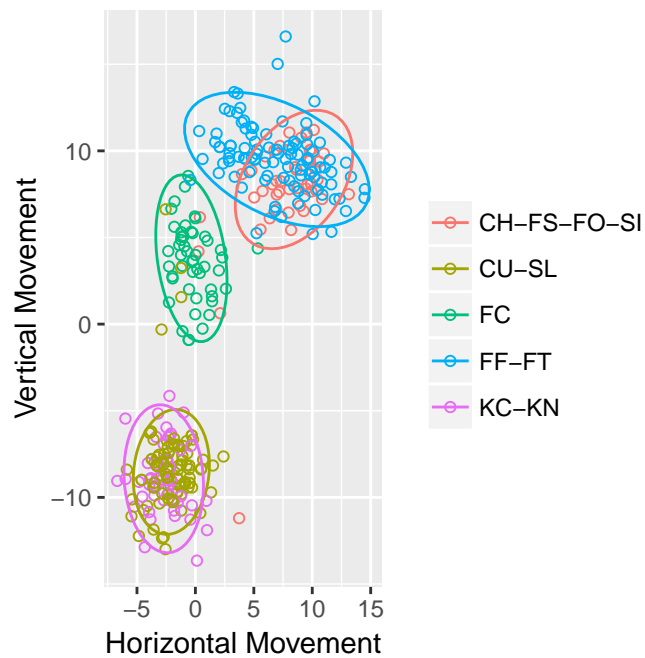 Vertical Movement
10
0
−10
−5
0
5
10
15
Horizontal Movement
CH−FS−FO−SI
CU−SL
FC
FF−FT
KC−KN